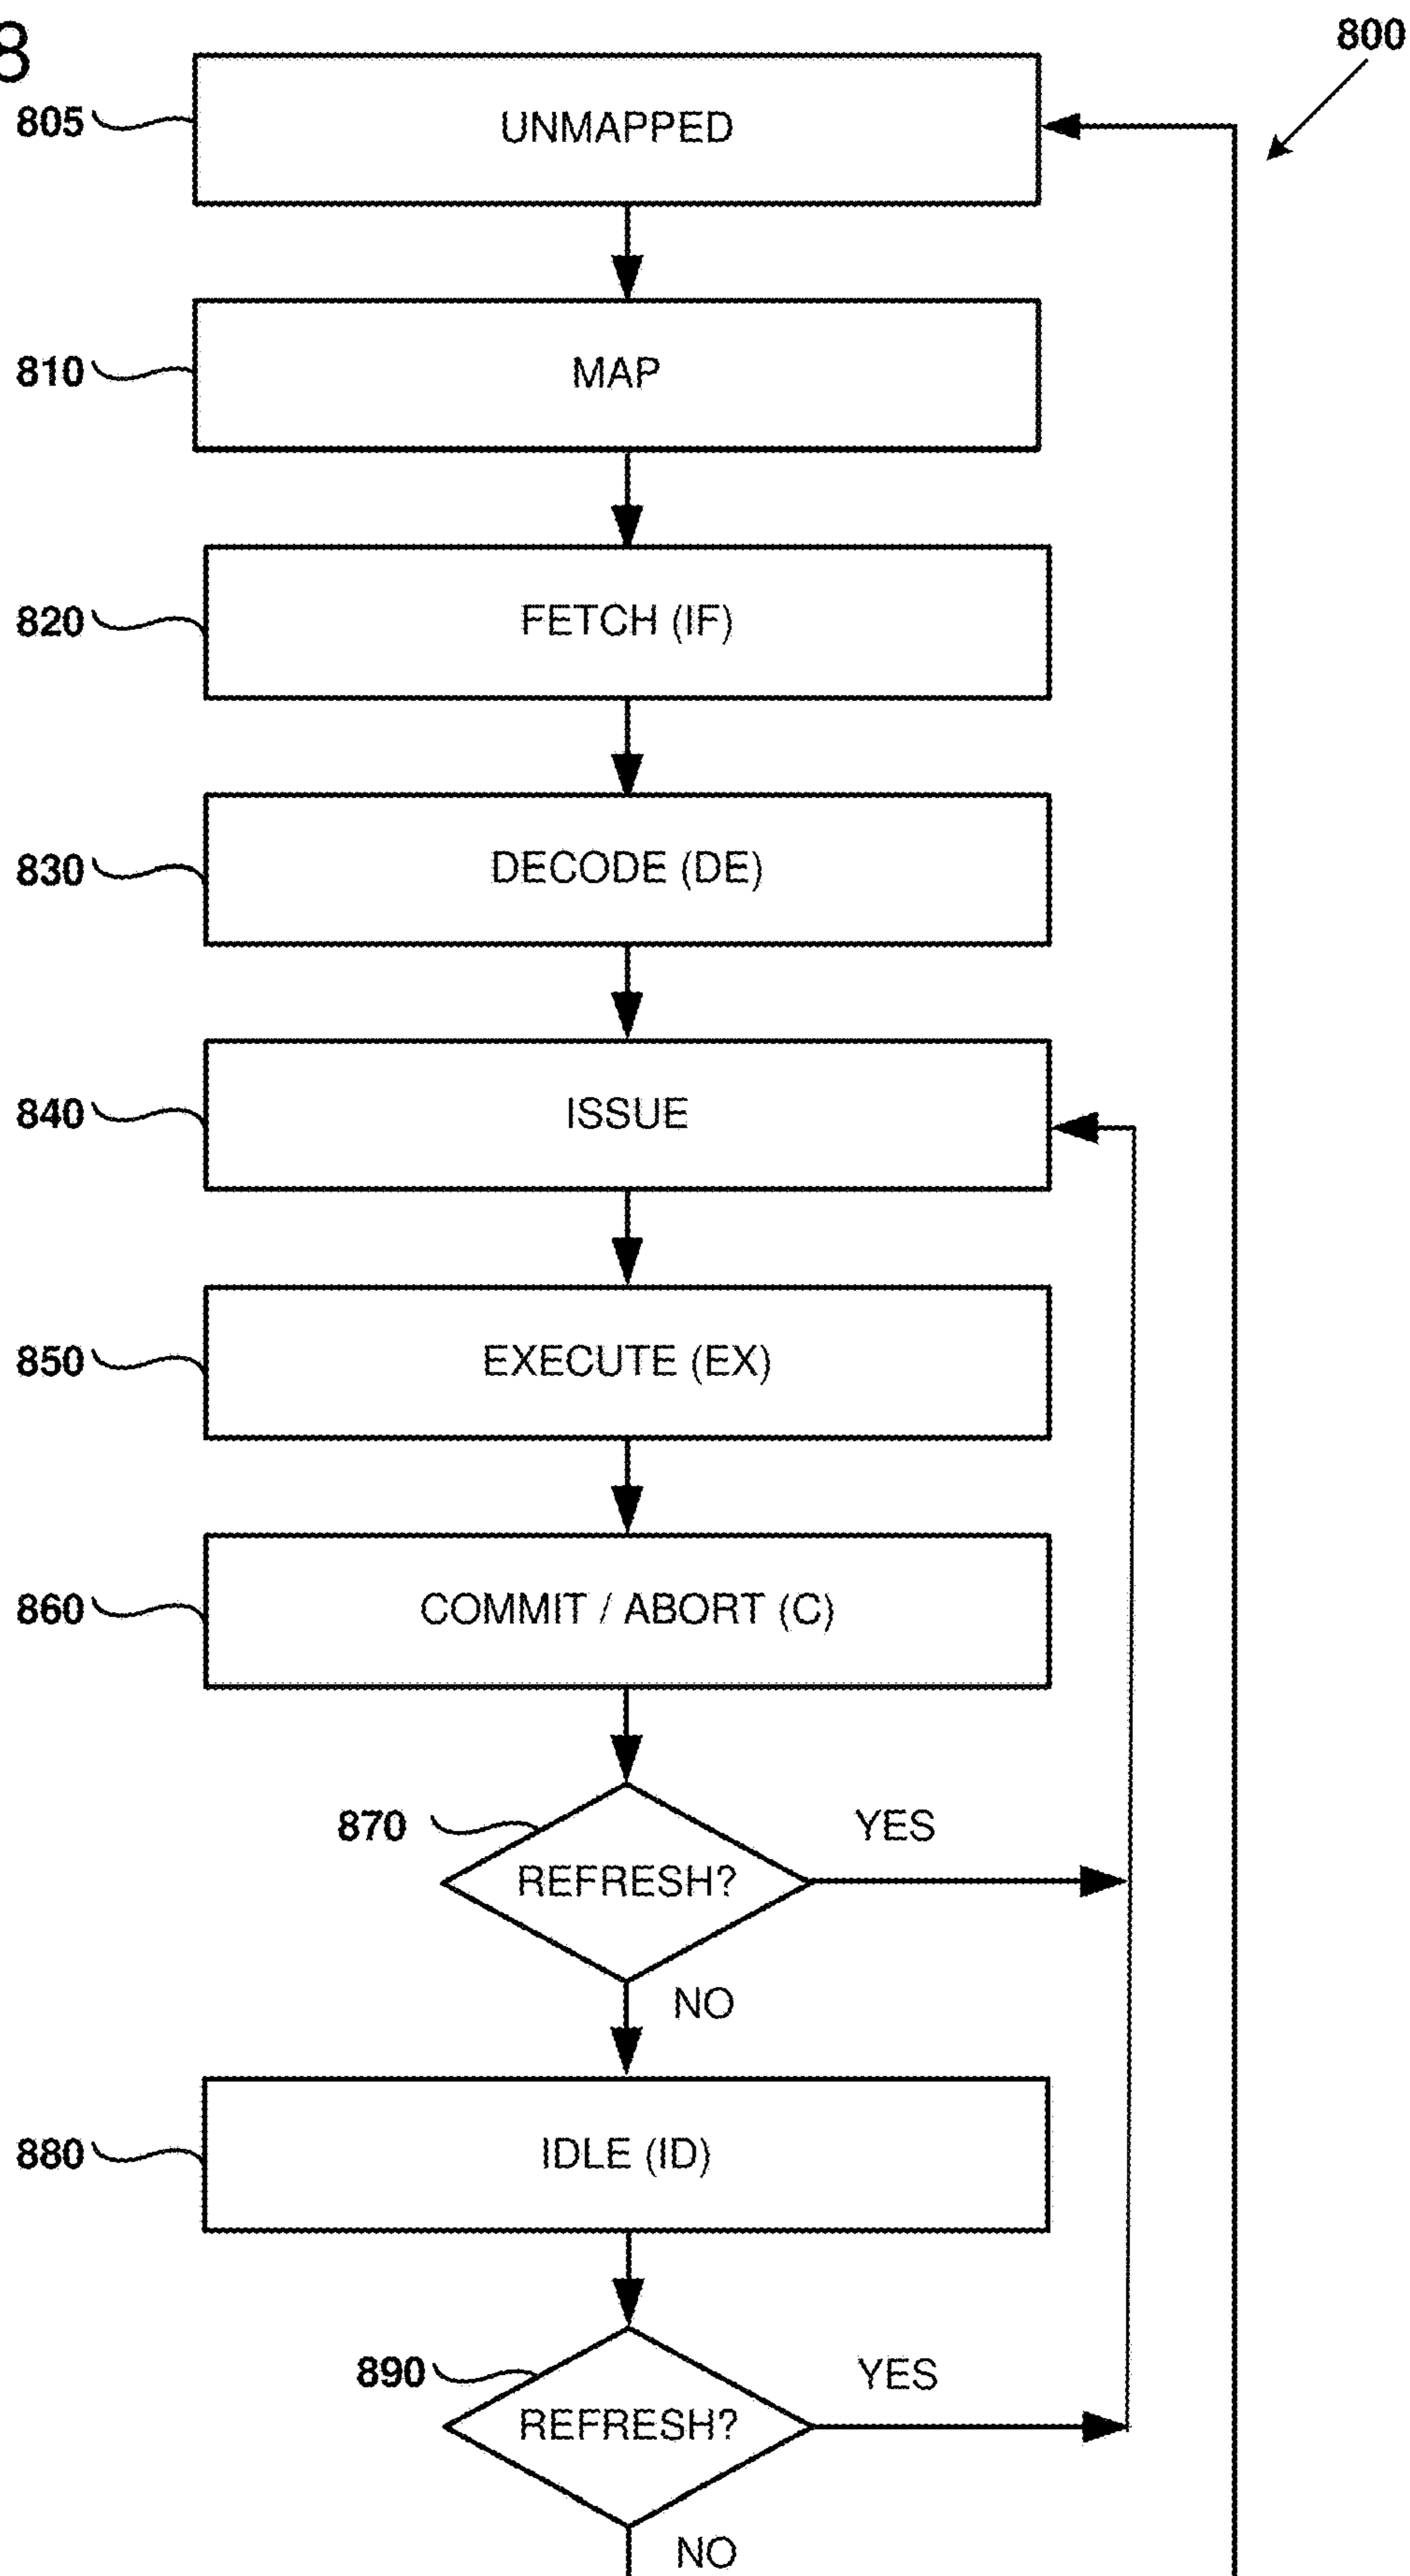 8
800
805 UNMAPPED
810 MAP
820 FETCH (IF)
830 DECODE (DE)
840 ISSUE
850 EXECUTE (EX)
860 COMMIT / ABORT (C)
870 YES
REFRESH?
NO
880 IDLE (ID)
890 YES
REFRESH?
NO